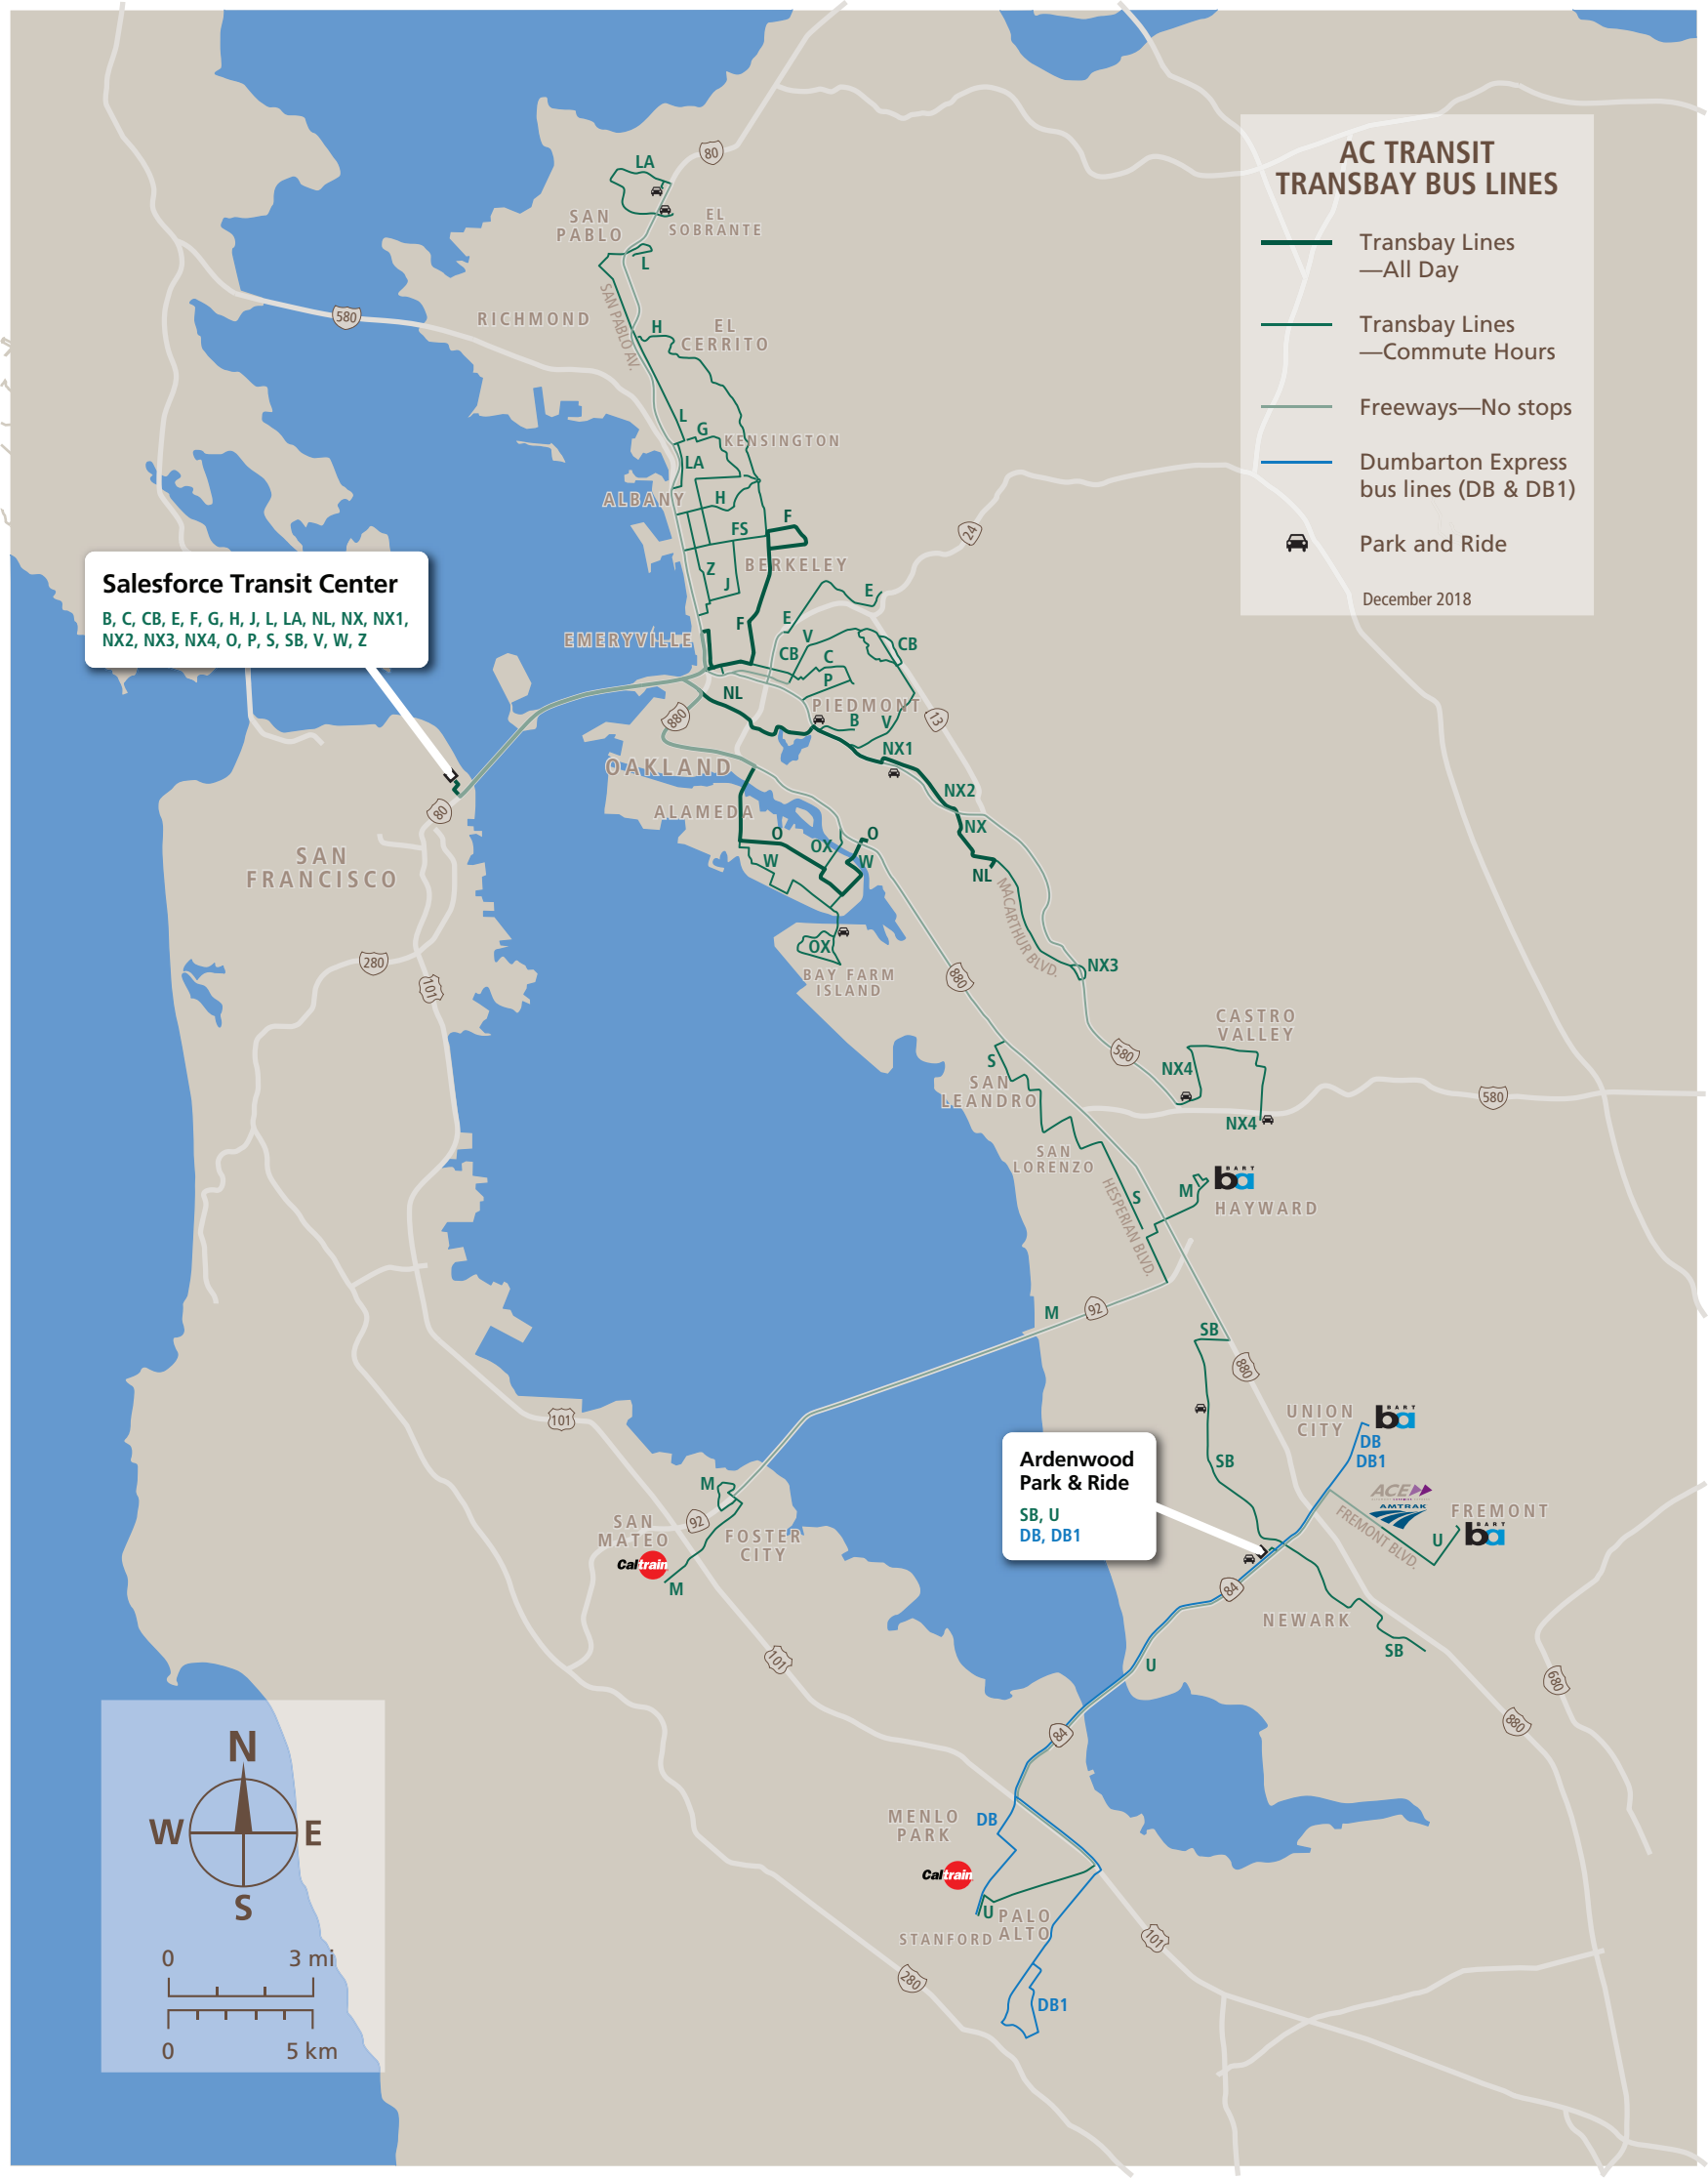 AC TRANSIT
TRANSBAY BUS LINES
Transbay Lines
—All Day
Transbay Lines
—Commute Hours
Freeways—No stops
Dumbarton Express
bus lines (DB & DB1)
Park and Ride
December 2018
80
LA
SAN
PABLO
EL
SOBRANTE
L
SAN PABLO AV.
580
RICHMOND
H
EL
CERRITO
L
G
KENSINGTON
LA
ALBANY
H
F
FS
24
BERKELEY
Z
J
E
Salesforce Transit Center
B, C, CB, E, F, G, H, J, L, LA, NL, NX, NX1,
NX2, NX3, NX4, O, P, S, SB, V, W, Z
F
E
EMERYVILLE
V
CB
CB
C
P
NL
PIEDMONT
880
B
V
13
NX1
OAKLAND
NX2
ALAMEDA
80
NX
O
OX
O
W
W
NL
SAN
FRANCISCO
MACARTHUR BLVD.
OX
NX3
280
101
BAY FARM
ISLAND
880
CASTRO
VALLEY
580
S
NX4
SAN
LEANDRO
580
NX4
SAN
LORENZO
BART
ba
M
S
HAYWARD
HESPERIAN BLVD.
M
92
SB
880
101
UNION
CITY
BART
ba
DB
DB1
Ardenwood
Park & Ride
SB, U
DB, DB1
SB
M
ACE
AMTRAK
FREMONT
92
SAN
MATEO
FOSTER
CITY
FREMONT BLVD.
U
BART
ba
Caltrain
M
84
NEWARK
SB
101
U
680
880
84
N
W
E
S
MENLO
PARK
DB
Caltrain
U
PALO
ALTO
STANFORD
101
280
DB1
0
3 mi
0
5 km